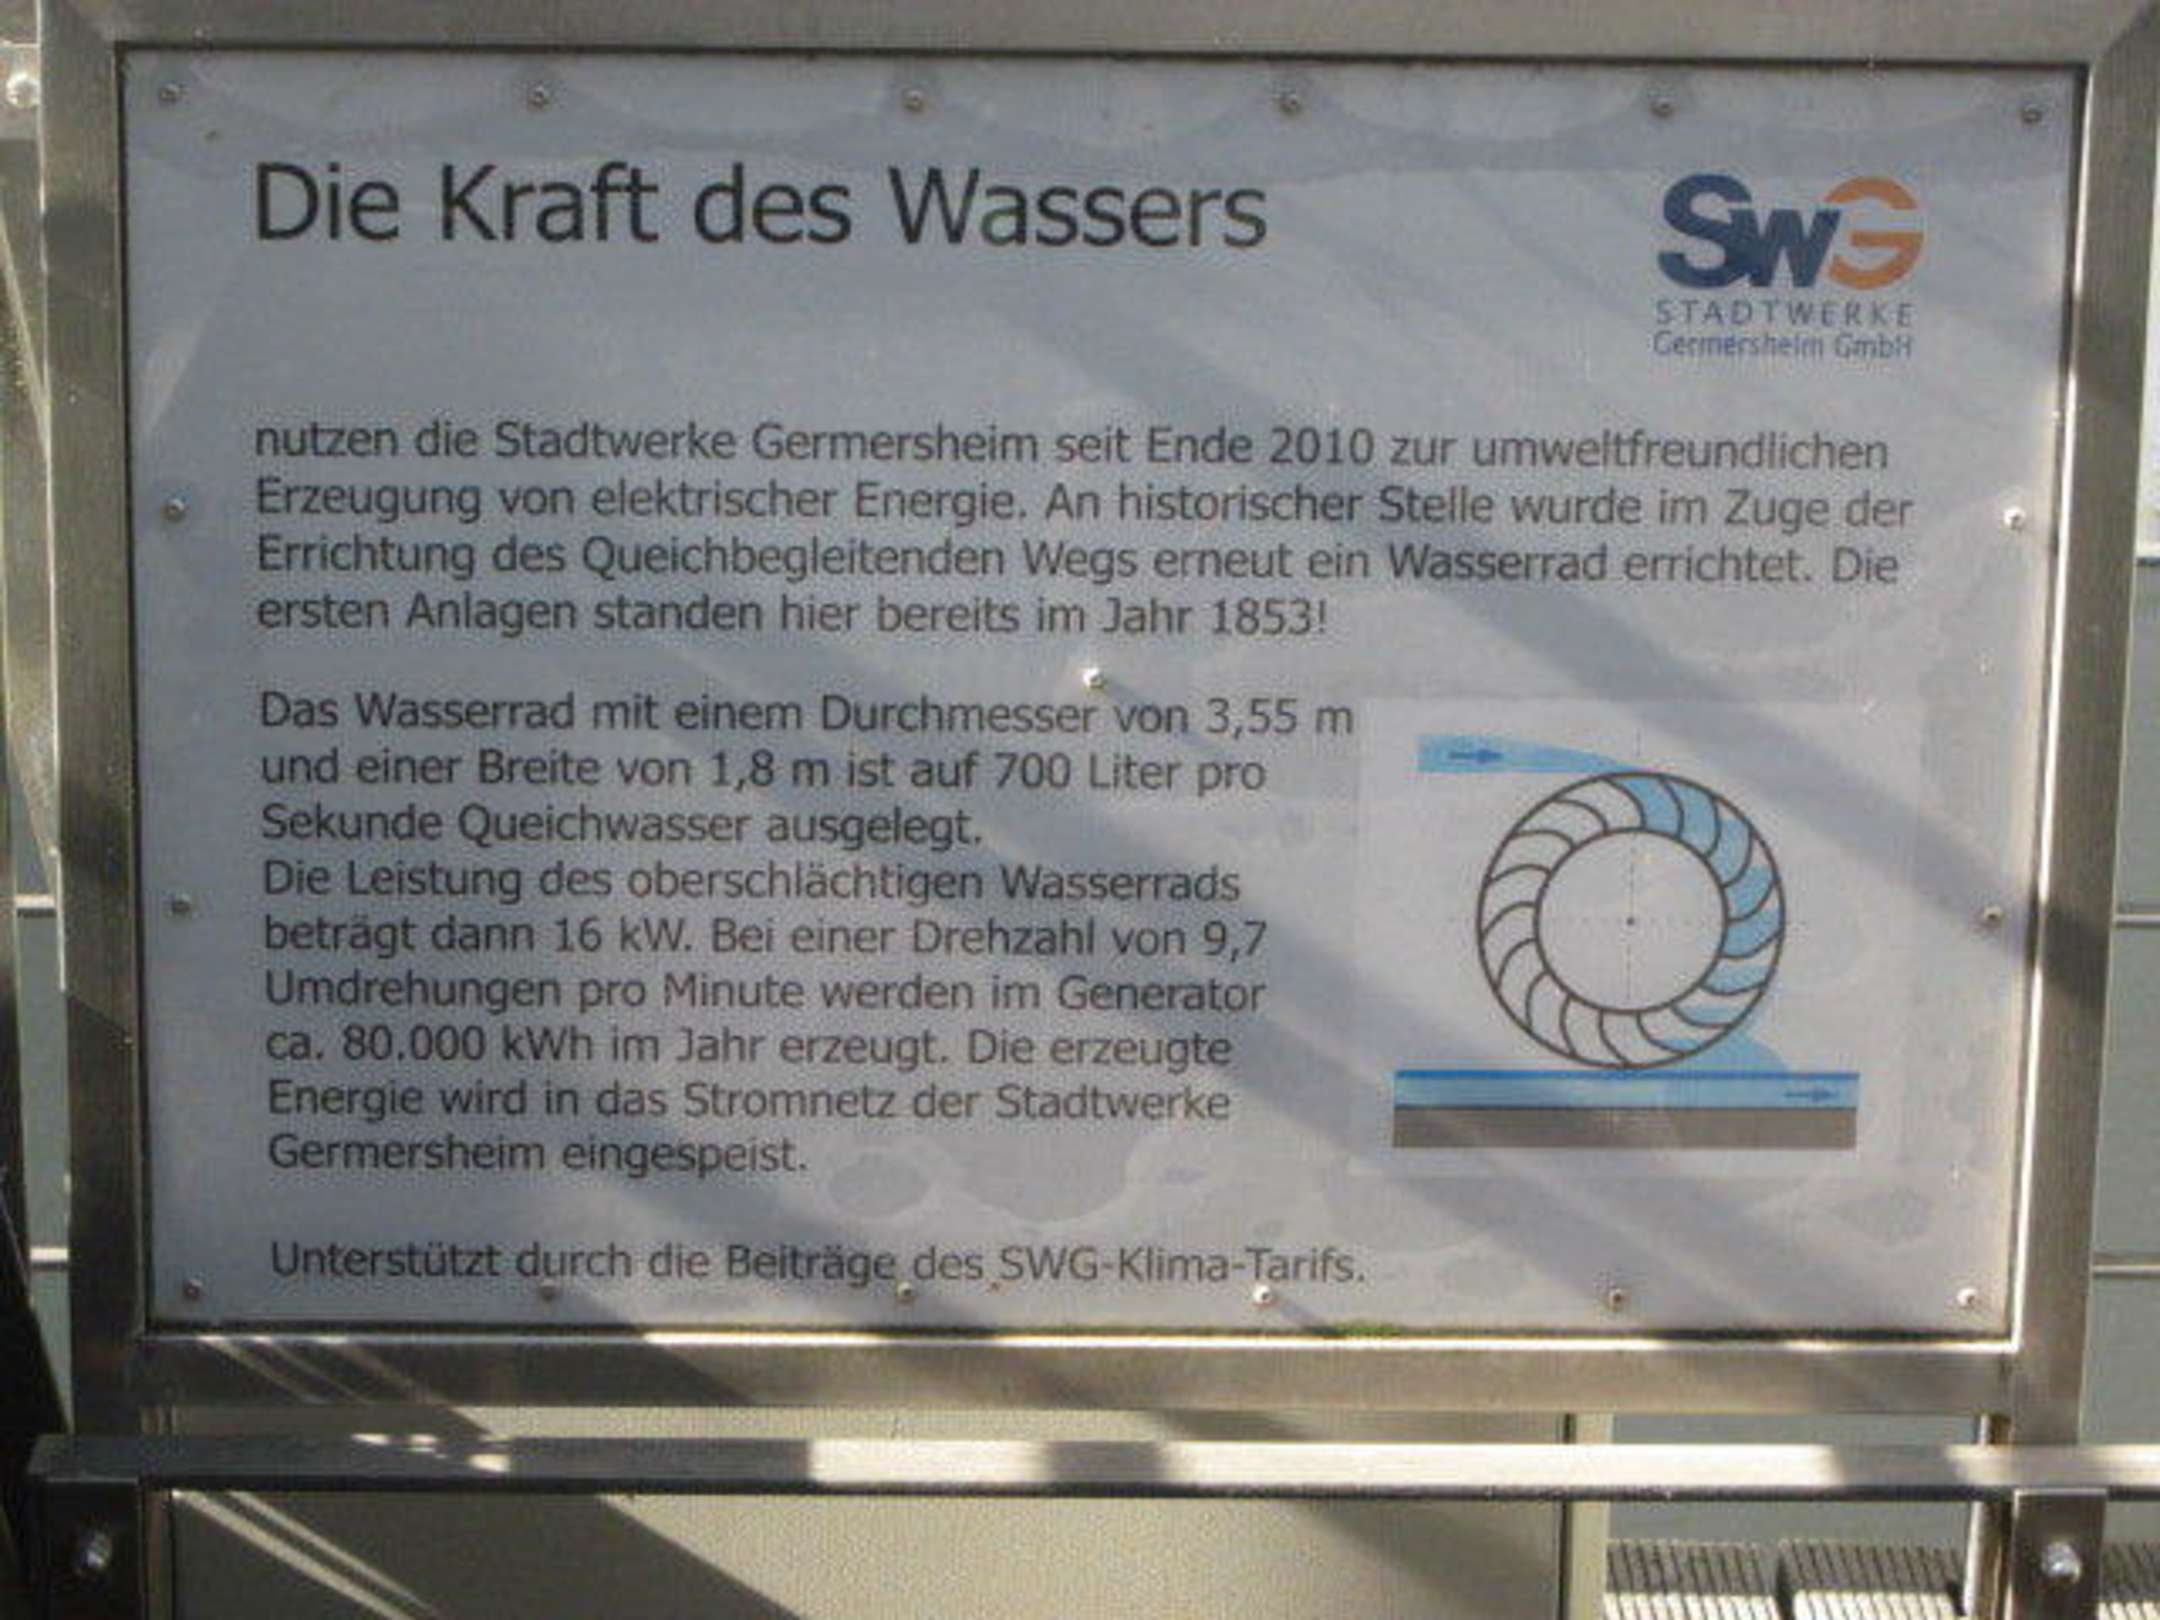 Die Kraft des Wassers
SWG
STADTWERKE
Germersheim GmbH
nutzen die Stadtwerke Germersheim seit Ende 2010 zur umweltfreundlichen
Erzeugung von elektrischer Energie. An historischer Stelle wurde im Zuge der
Errichtung des Queichbegleitenden Wegs erneut ein Wasserrad errichtet. Die
ersten Anlagen standen hier bereits im Jahr 1853!
Das Wasserrad mit einem Durchmesser von 3,55 m
und einer Breite von 1,8 m ist auf 700 Liter pro
Sekunde Queichwasser ausgelegt.
Die Leistung des oberschlächtigen Wasserrads
beträgt dann 16 kW. Bei einer Drehzahl von 9,7
Umdrehungen pro Minute werden im Generator
ca. 80.000 kWh im Jahr erzeugt. Die erzeugte
Energie wird in das Stromnetz der Stadtwerke
Germersheim eingespeist.
Unterstützt durch die Beiträge des SWG-Klima-Tarifs.